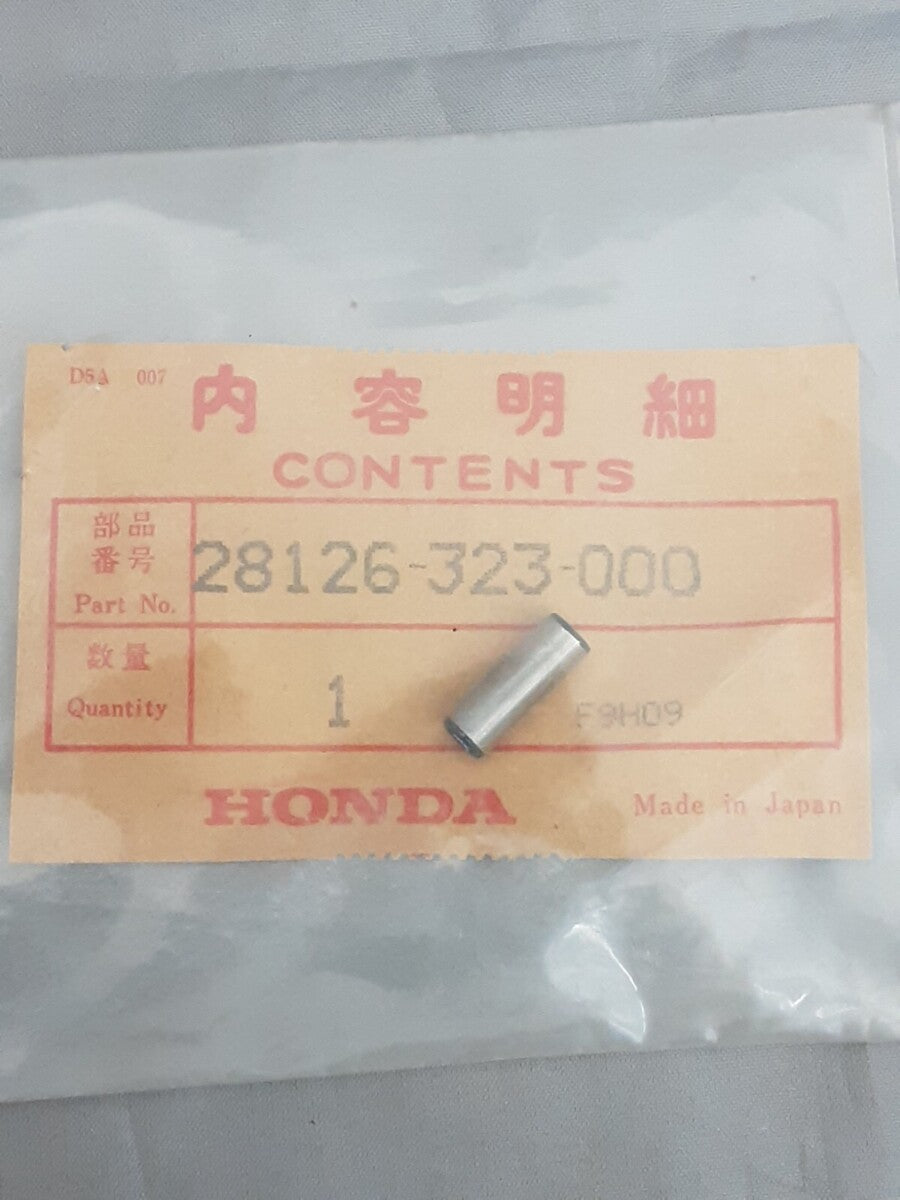 D5A 007
内容明細
CONTENTS
部品
番号
Part No.
28126-323-000
数量
Quantity
1
F9H09
HONDA
Made in Japan